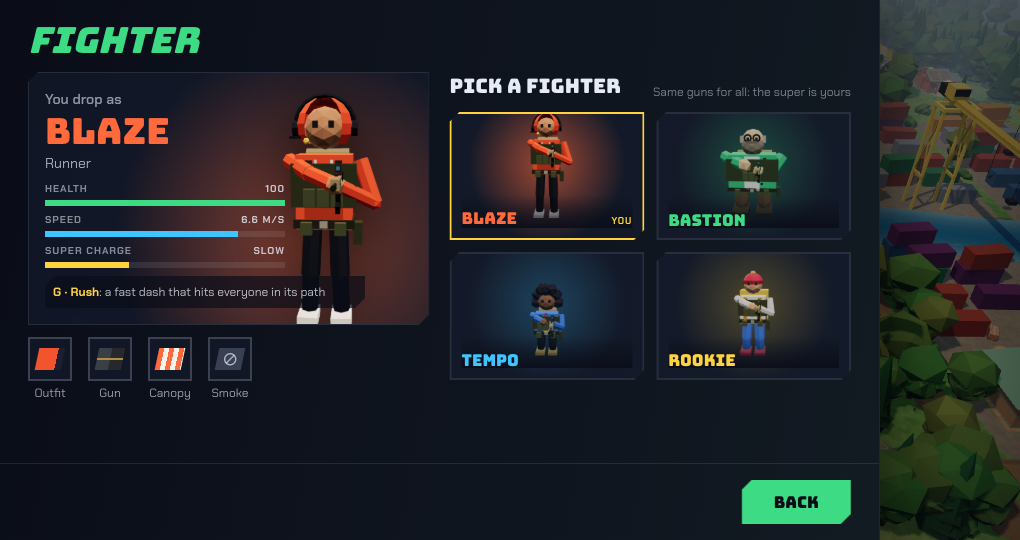 FIGHTER
You drop as
BLAZE
Runner
HEALTH 100
SPEED 6.6 M/S
SUPER CHARGE SLOW
G · Rush: a fast dash that hits everyone in its path
Outfit Gun Canopy Smoke
PICK A FIGHTER Same guns for all: the super is yours
BLAZE YOU
BASTION
TEMPO
ROOKIE
BACK